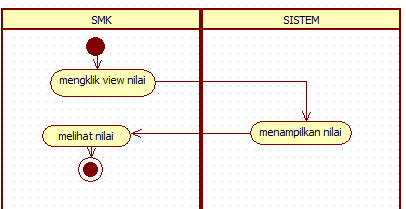 SMK
SISTEM
mengklik view nilai
menampilkan nilai
melihat nilai